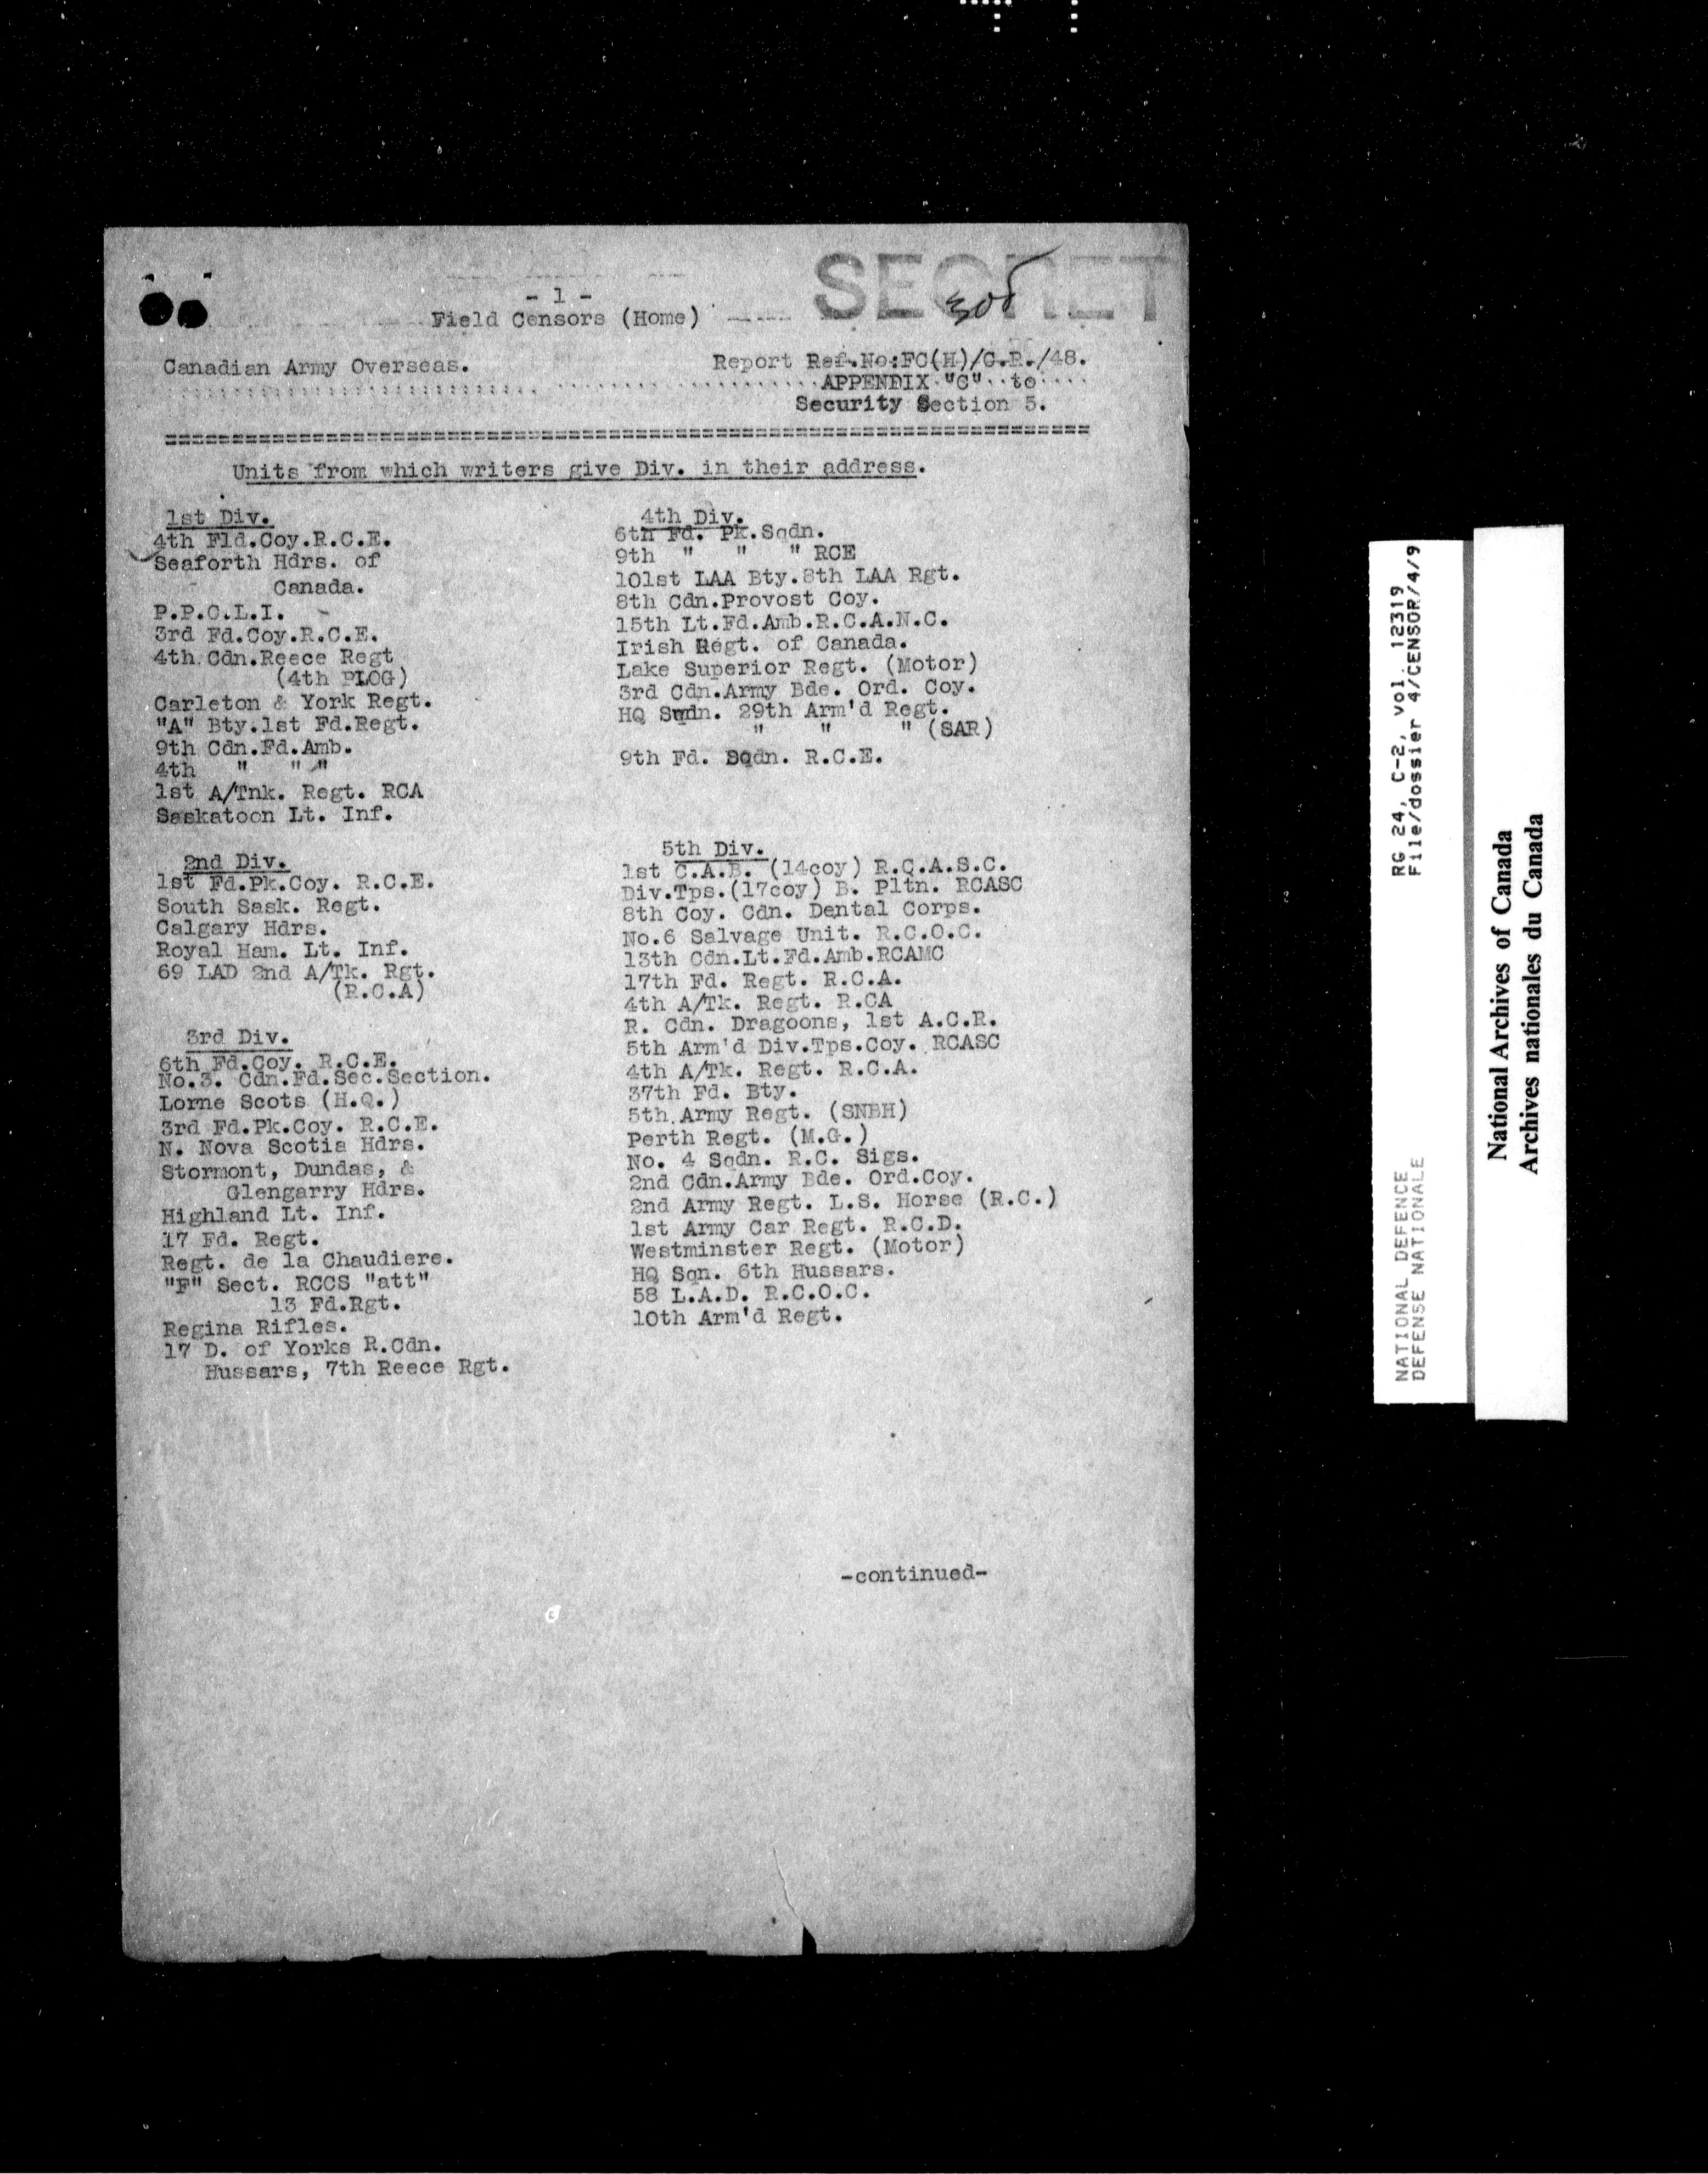 SECRET
305
- 1 -
Field Censors (Home)
Canadian Army Overseas.
Report Ref.No:FC(H)/C.R./48.
APPENDIX "C" to
Security Section 5.
Units from which writers give Div. in their address.
1st Div.
4th Fld.Coy.R.C.E.
Seaforth Hdrs. of
Canada.
P.P.C.L.I.
3rd Fd.Coy.R.C.E.
4th Cdn.Reece Regt
(4th PLDG)
Carleton & York Regt.
"A" Bty.1st Fd.Regt.
9th Cdn.Fd.Amb.
4th " " "
1st A/Tnk. Regt. RCA
Saskatoon Lt. Inf.
2nd Div.
1st Fd.Pk.Coy. R.C.E.
South Sask. Regt.
Calgary Hdrs.
Royal Ham. Lt. Inf.
69 LAD 2nd A/Tk. Rgt.
(R.C.A)
3rd Div.
6th Fd.Coy. R.C.E.
No.3. Cdn.Fd.Sec.Section.
Lorne Scots (H.Q.)
3rd Fd.Pk.Coy. R.C.E.
N. Nova Scotia Hdrs.
Stormont, Dundas, &
Glengarry Hdrs.
Highland Lt. Inf.
17 Fd. Regt.
Regt. de la Chaudiere.
"F" Sect. RCCS "att"
13 Fd.Rgt.
Regina Rifles.
17 D. of Yorks R.Cdn.
Hussars, 7th Reece Rgt.
4th Div.
6th Fd. Pk.Sqdn.
9th " " " RCE
101st LAA Bty.8th LAA Rgt.
8th Cdn.Provost Coy.
15th Lt.Fd.Amb.R.C.A.N.C.
Irish Regt. of Canada.
Lake Superior Regt. (Motor)
3rd Cdn.Army Bde. Ord. Coy.
HQ Sqdn. 29th Arm'd Regt.
" " " (SAR)
9th Fd. Sqdn. R.C.E.
5th Div.
1st C.A.B. (14coy) R.C.A.S.C.
Div.Tps.(17coy) B. Pltn. RCASC
8th Coy. Cdn. Dental Corps.
No.6 Salvage Unit. R.C.O.C.
13th Cdn.Lt.Fd.Amb.RCAMC
17th Fd. Regt. R.C.A.
4th A/Tk. Regt. R.CA
R. Cdn. Dragoons, 1st A.C.R.
5th Arm'd Div.Tps.Coy. RCASC
4th A/Tk. Regt. R.C.A.
37th Fd. Bty.
5th Army Regt. (SNBH)
Perth Regt. (M.G.)
No. 4 Sqdn. R.C. Sigs.
2nd Cdn.Army Bde. Ord.Coy.
2nd Army Regt. L.S. Horse (R.C.)
1st Army Car Regt. R.C.D.
Westminster Regt. (Motor)
HQ Sqn. 6th Hussars.
58 L.A.D. R.C.O.C.
10th Arm'd Regt.
-continued-
NATIONAL DEFENCE
DEFENSE NATIONALE
RG 24, C-2, vol. 12319
File/dossier 4/CENSOR/4/9
National Archives of Canada
Archives nationales du Canada